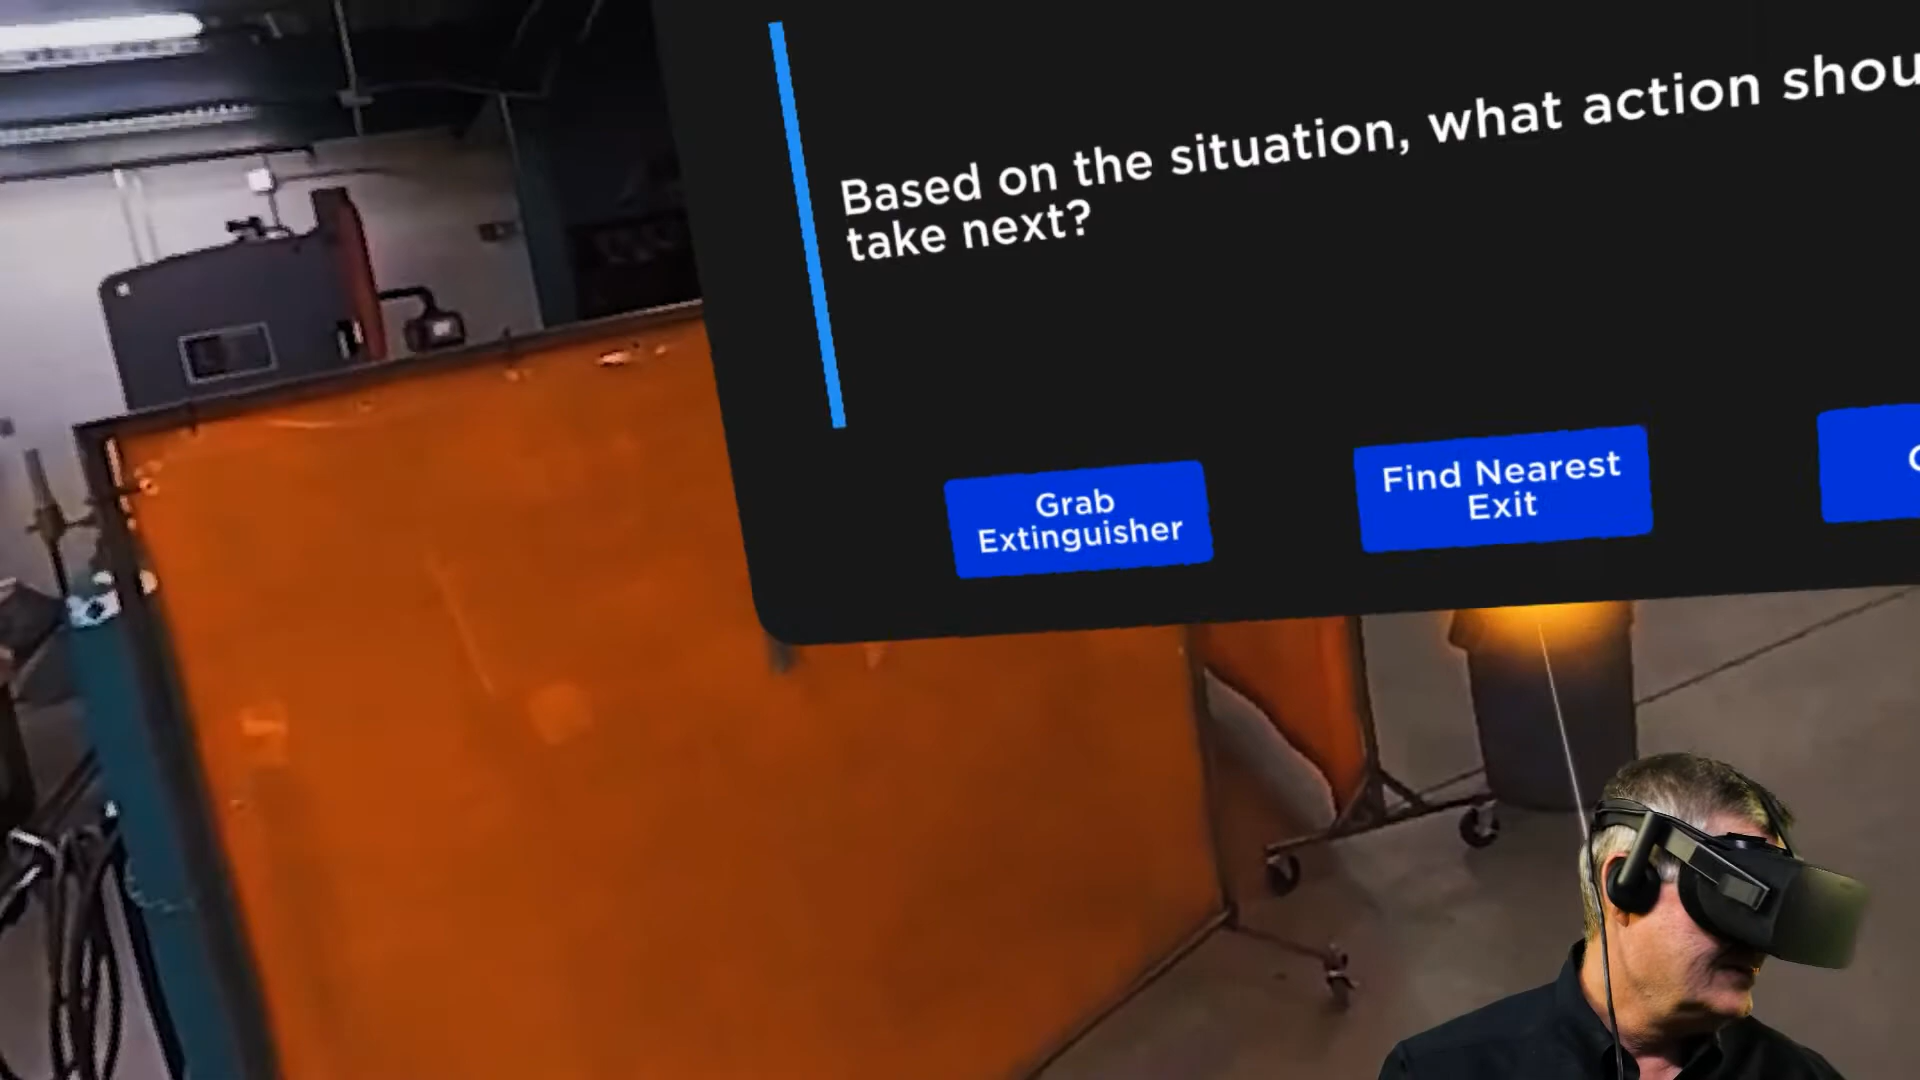 Based on the situation, what action shou
take next?
Grab
Extinguisher
Find Nearest
Exit